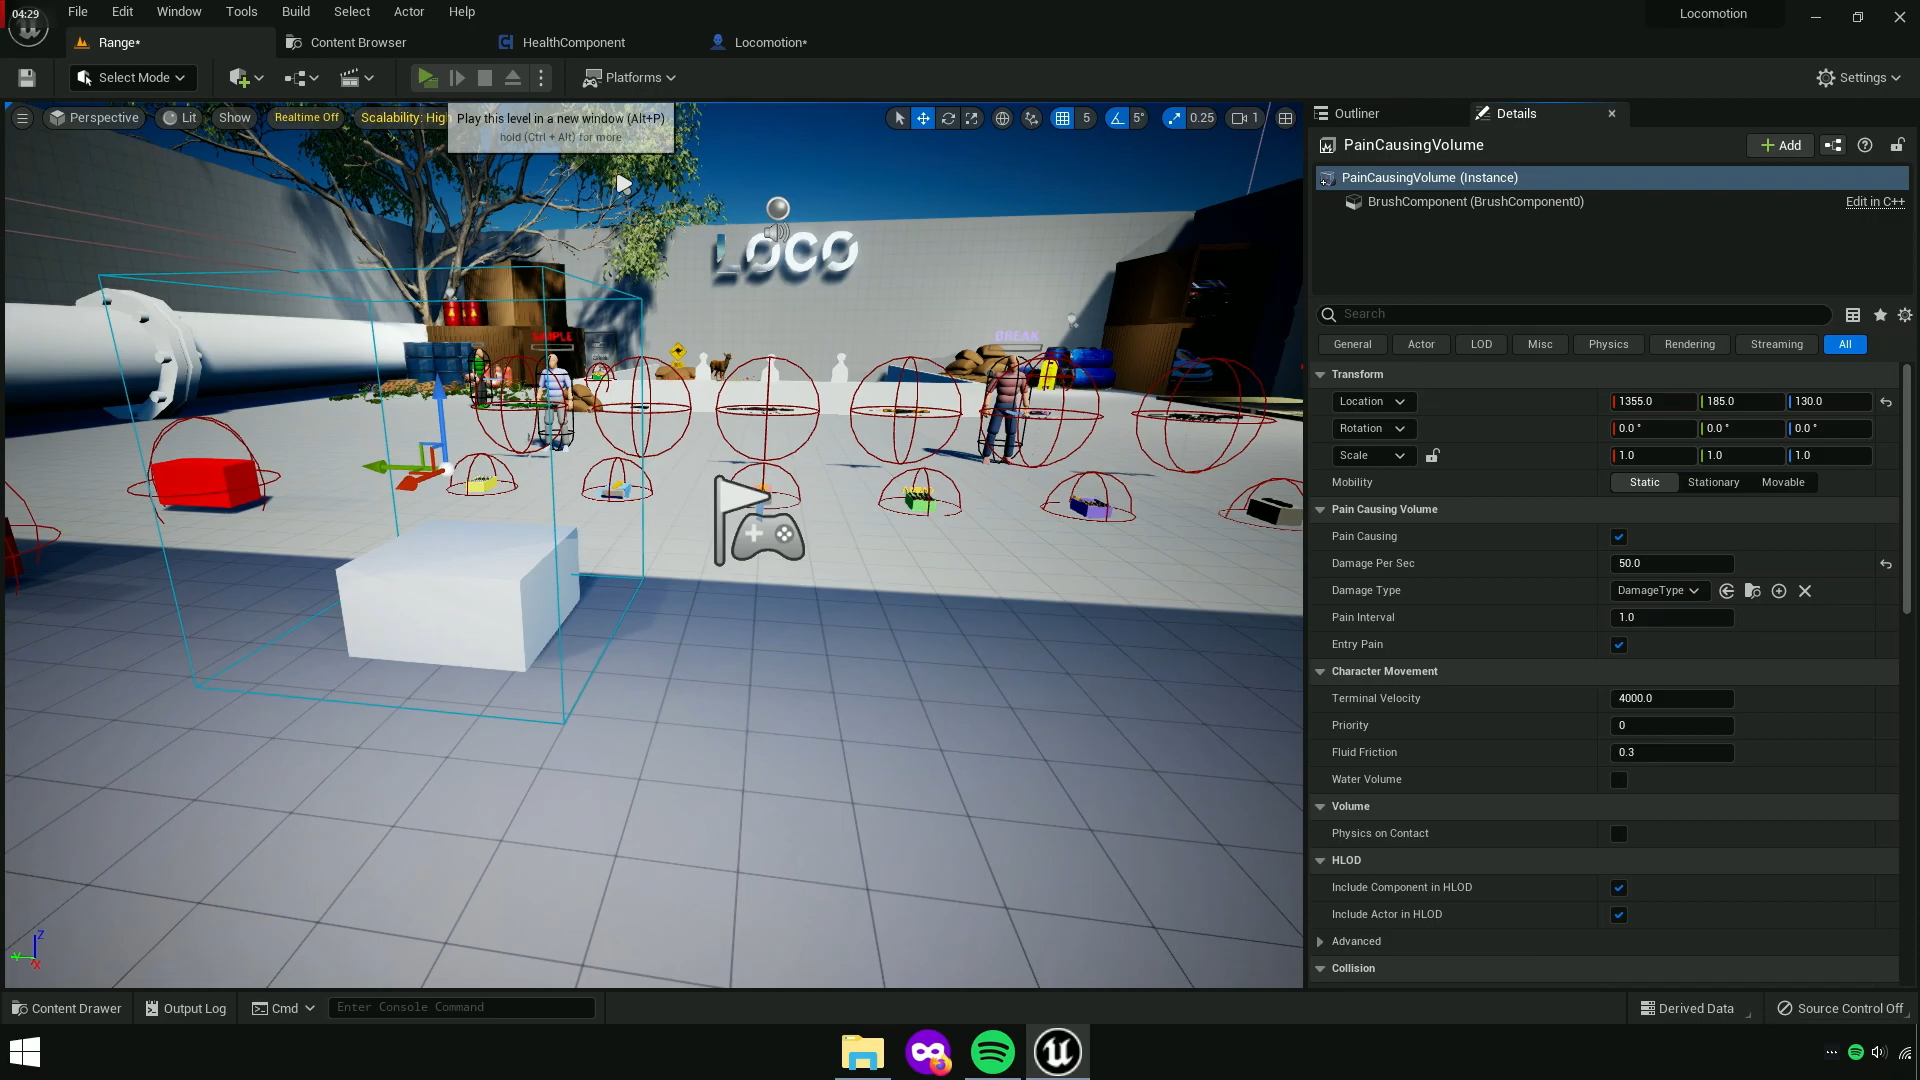 04:29
File Edit Window Tools Build Select Actor Help
Locomotion
Range*
Content Browser
HealthComponent
Locomotion*
Select Mode
Platforms
Settings
Perspective
Lit
Show
Realtime Off
Scalability: High
Play this level in a new window (Alt+P)
hold (Ctrl + Alt) for more
5
5°
0.25
1
LOCO
SIMPLE
BREAK
Outliner
Details
PainCausingVolume
Add
PainCausingVolume (Instance)
BrushComponent (BrushComponent0)
Edit in C++
Search
General
Actor
LOD
Misc
Physics
Rendering
Streaming
All
Transform
Location
1355.0
185.0
130.0
Rotation
0.0 °
0.0 °
0.0 °
Scale
1.0
1.0
1.0
Mobility
Static
Stationary
Movable
Pain Causing Volume
Pain Causing
Damage Per Sec
50.0
Damage Type
DamageType
Pain Interval
1.0
Entry Pain
Character Movement
Terminal Velocity
4000.0
Priority
0
Fluid Friction
0.3
Water Volume
Volume
Physics on Contact
HLOD
Include Component in HLOD
Include Actor in HLOD
Advanced
Collision
Z
Y
X
Content Drawer
Output Log
Cmd
Enter Console Command
Derived Data
Source Control Off